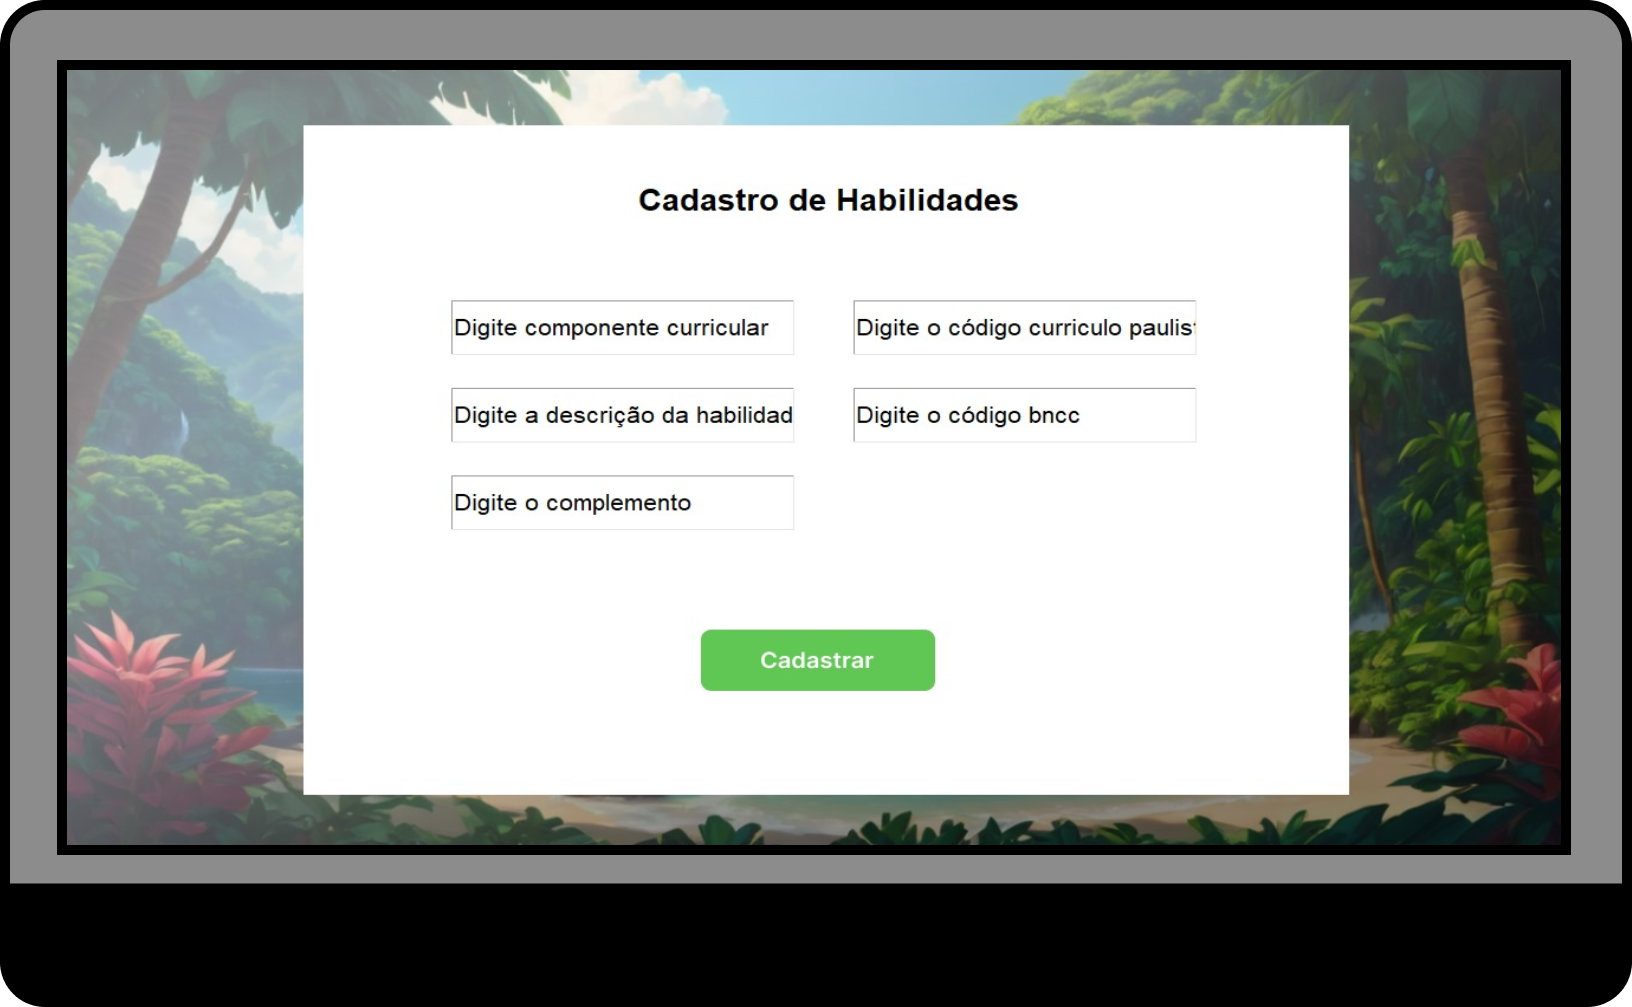 Cadastro de Habilidades
Digite componente curricular
Digite o código curriculo paulist
Digite a descrição da habilidad
Digite o código bncc
Digite o complemento
Cadastrar